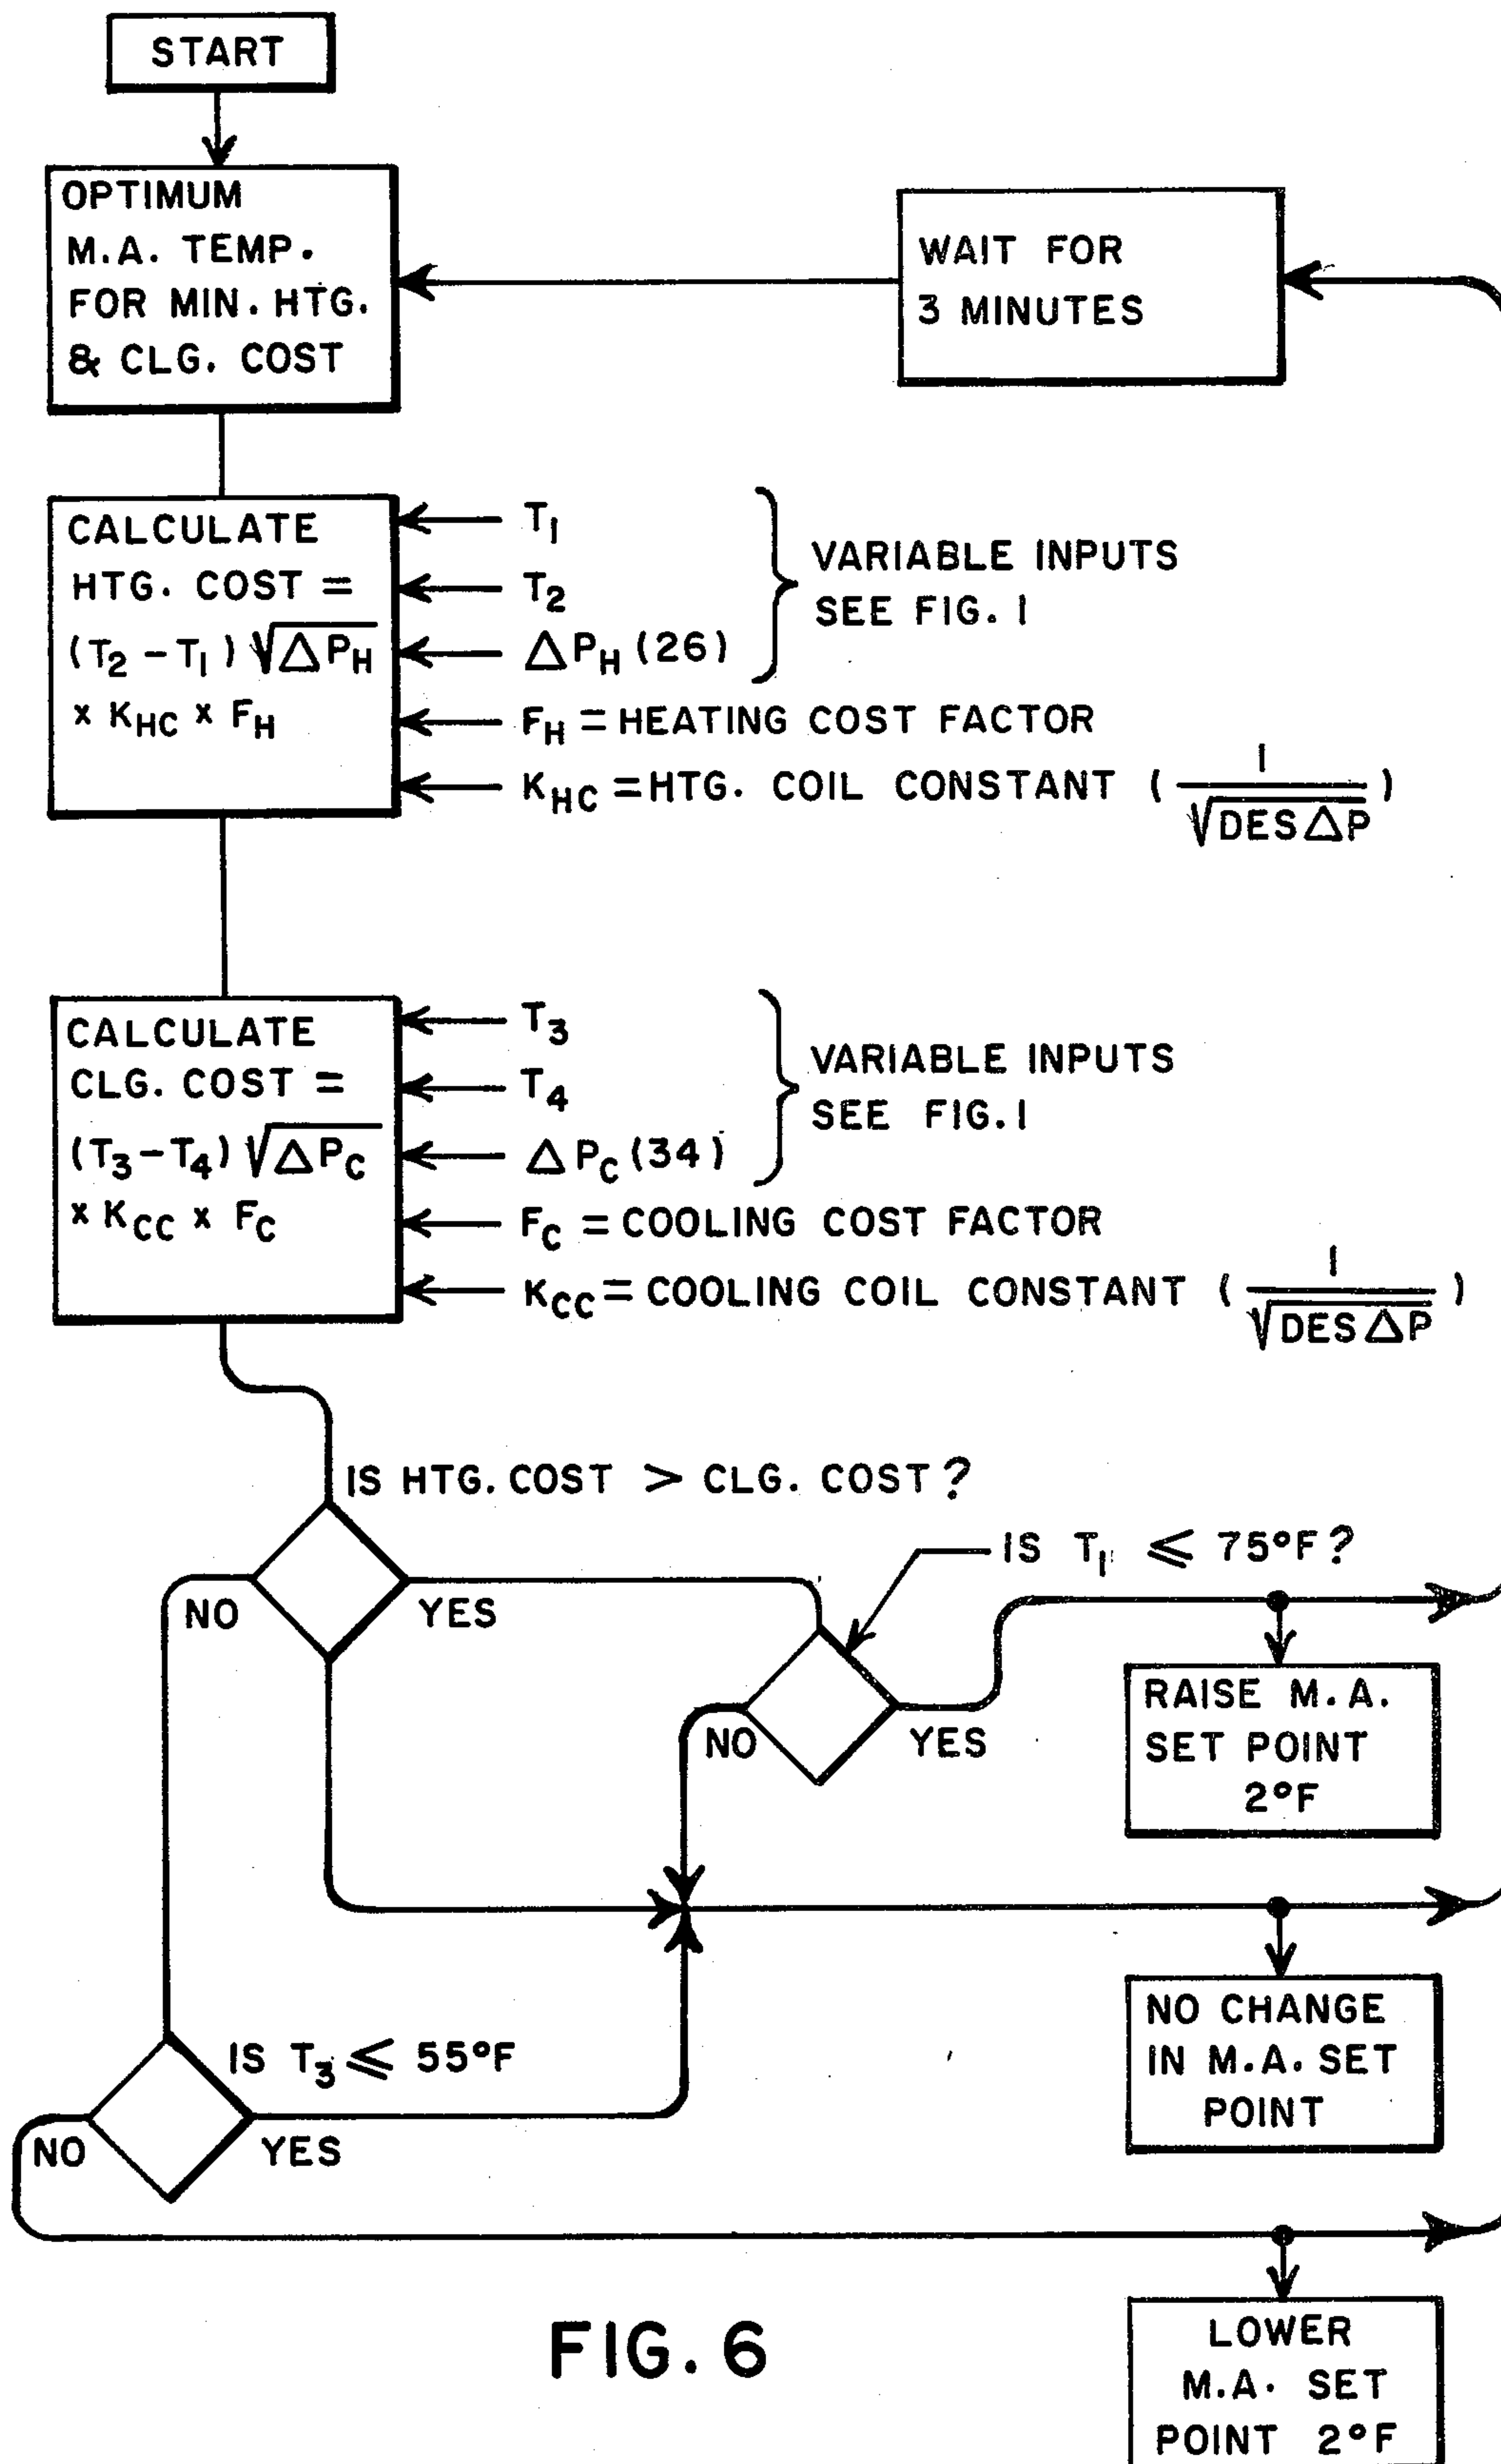 START
OPTIMUM
M.A. TEMP.
FOR MIN. HTG.
& CLG. COST
WAIT FOR
3 MINUTES
CALCULATE
HTG. COST =
(T2 - T1) √ΔPH
x KHC x FH
T1
T2
ΔPH (26)
VARIABLE INPUTS
SEE FIG. 1
FH = HEATING COST FACTOR
KHC = HTG. COIL CONSTANT ( 1 / √DES ΔP )
CALCULATE
CLG. COST =
(T3 - T4) √ΔPC
x KCC x FC
T3
T4
ΔPC (34)
VARIABLE INPUTS
SEE FIG. 1
FC = COOLING COST FACTOR
KCC = COOLING COIL CONSTANT ( 1 / √DES ΔP )
IS HTG. COST > CLG. COST ?
NO
YES
IS T1 ≤ 75°F ?
NO
YES
RAISE M.A.
SET POINT
2°F
NO CHANGE
IN M.A. SET
POINT
IS T3 ≤ 55°F
NO
YES
LOWER
M.A. SET
POINT 2°F
FIG. 6